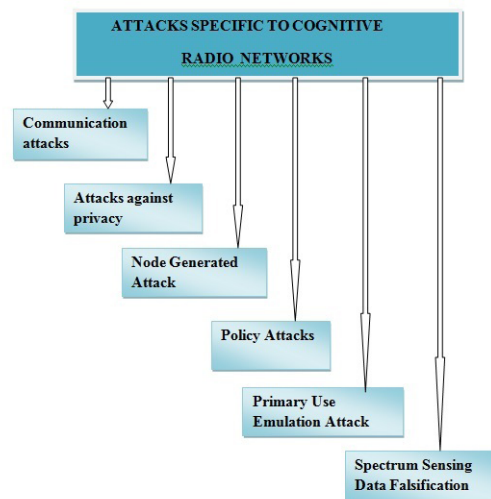 ATTACKS SPECIFIC TO COGNITIVE
RADIO NETWORKS
Communication
attacks
Attacks against
privacy
Node Generated
Attack
Policy Attacks
Primary Use
Emulation Attack
Spectrum Sensing
Data Falsification